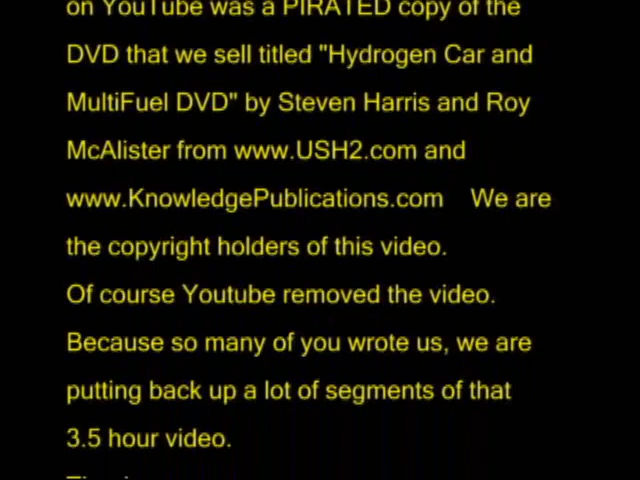 on YouTube was a PIRATED copy of the
DVD that we sell titled "Hydrogen Car and
MultiFuel DVD" by Steven Harris and Roy
McAlister from www.USH2.com and
www.KnowledgePublications.com We are
the copyright holders of this video.
Of course Youtube removed the video.
Because so many of you wrote us, we are
putting back up a lot of segments of that
3.5 hour video.